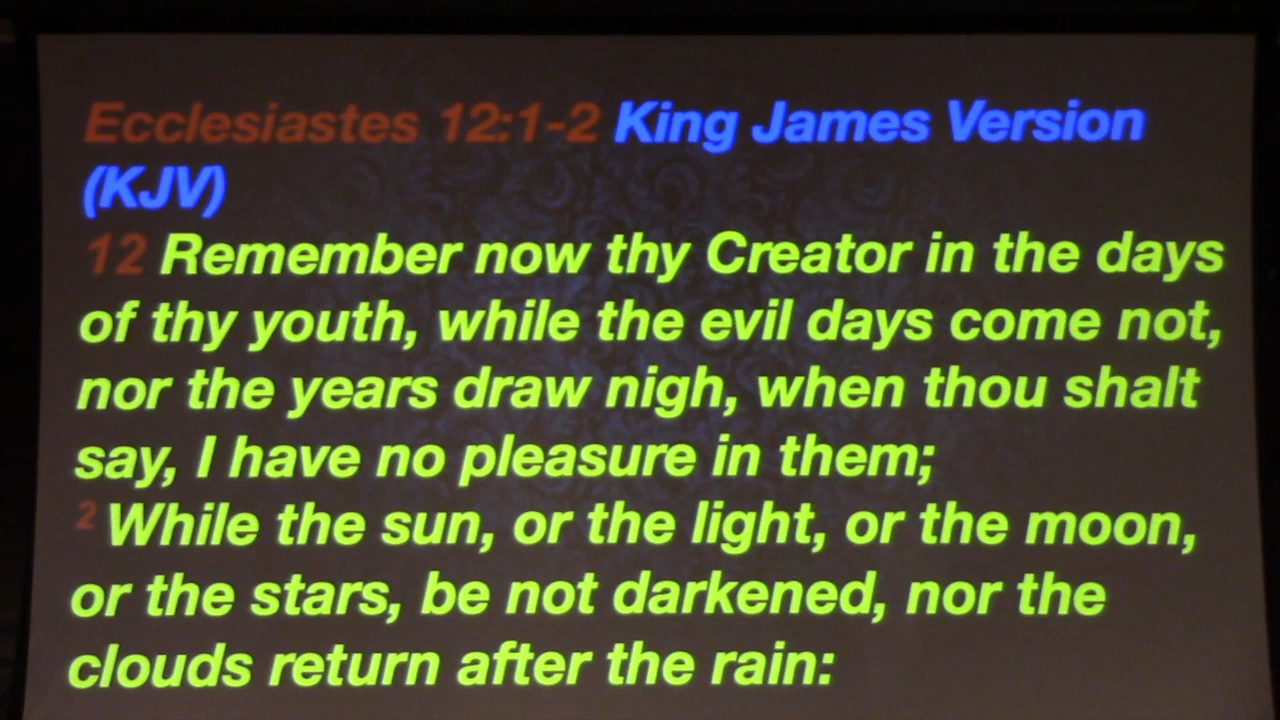 Ecclesiastes 12:1-2 King James Version
(KJV)
12 Remember now thy Creator in the days
of thy youth, while the evil days come not,
nor the years draw nigh, when thou shalt
say, I have no pleasure in them;
2 While the sun, or the light, or the moon,
or the stars, be not darkened, nor the
clouds return after the rain: